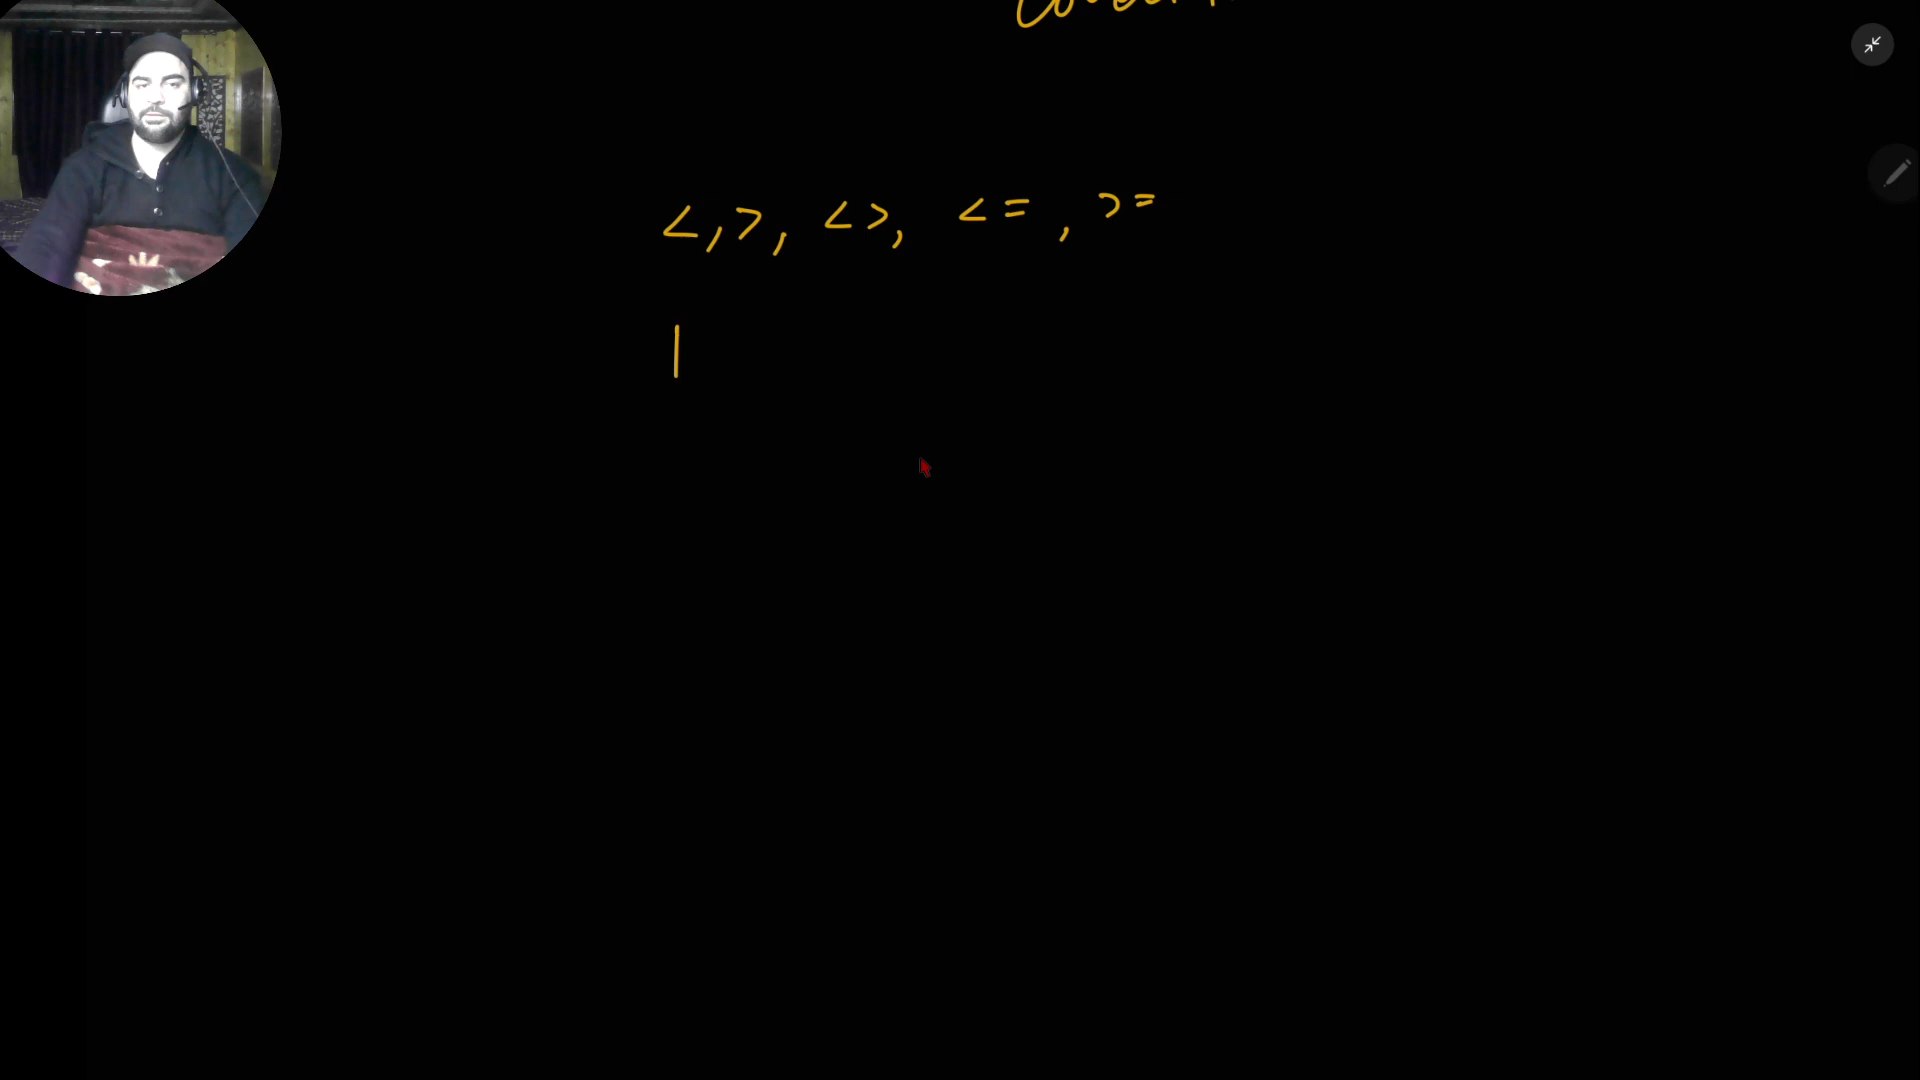 <,>, <>, <= , >=
|